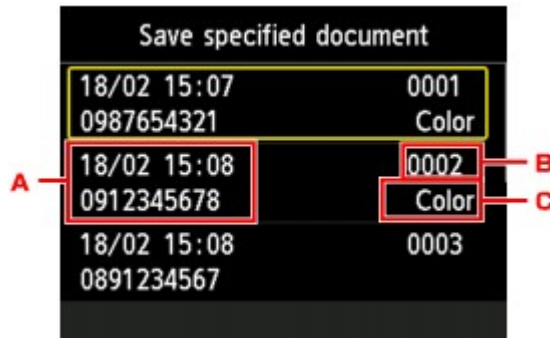 Save specified document
18/02 15:07 0001
0987654321 Color
A
18/02 15:08 0002
B
0912345678 Color
C
18/02 15:08 0003
0891234567